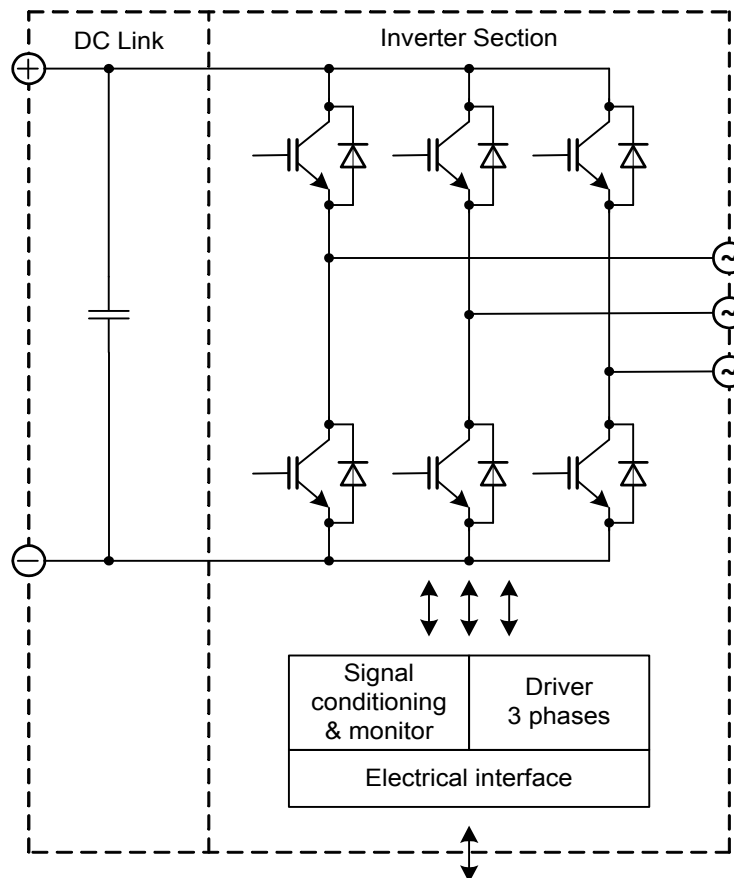 DC Link
Inverter Section
+
~
~
~
−
Signal
conditioning
& monitor
Driver
3 phases
Electrical interface